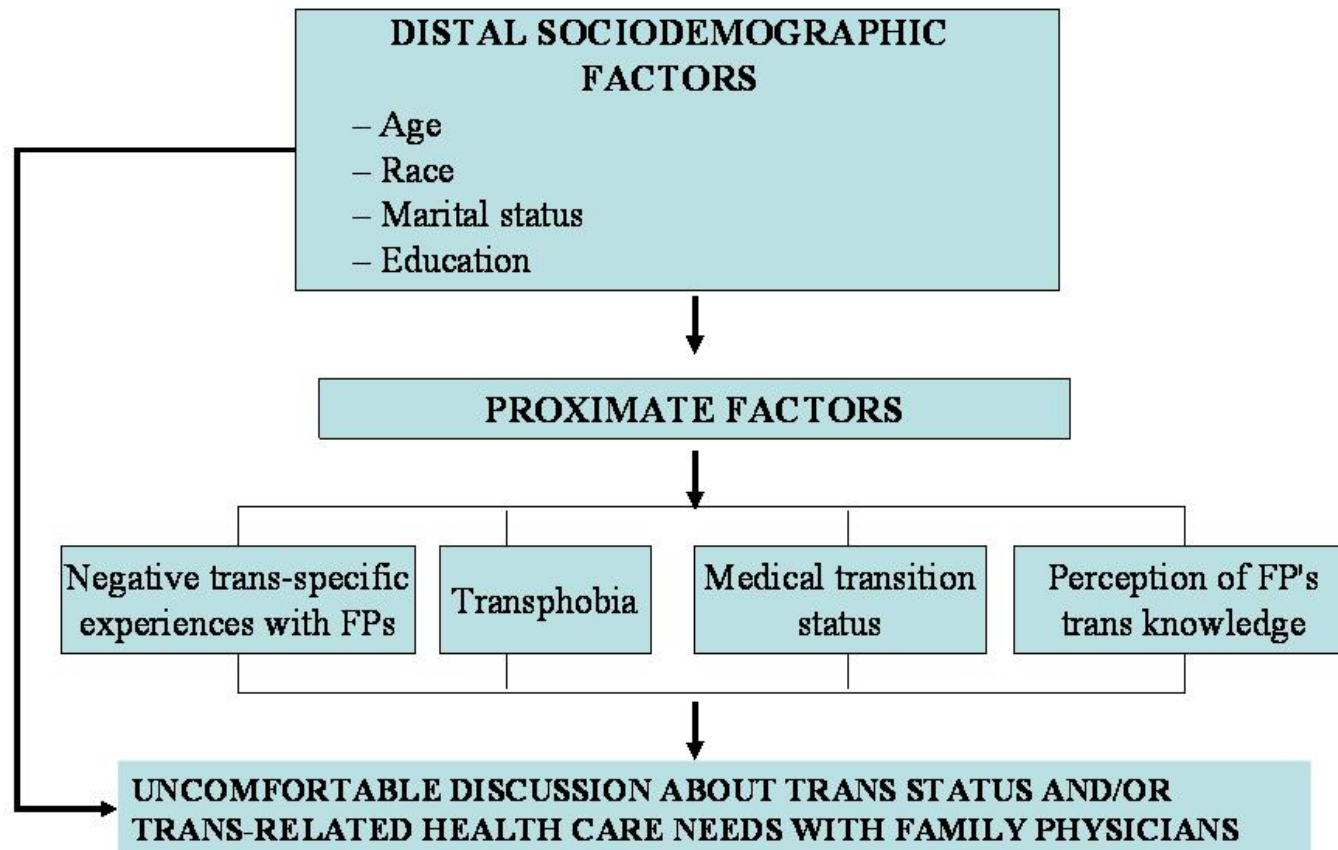 DISTAL SOCIODEMOGRAPHIC
FACTORS
– Age
– Race
– Marital status
– Education
PROXIMATE FACTORS
Negative trans-specific
experiences with FPs
Transphobia
Medical transition
status
Perception of FP's
trans knowledge
UNCOMFORTABLE DISCUSSION ABOUT TRANS STATUS AND/OR
TRANS-RELATED HEALTH CARE NEEDS WITH FAMILY PHYSICIANS